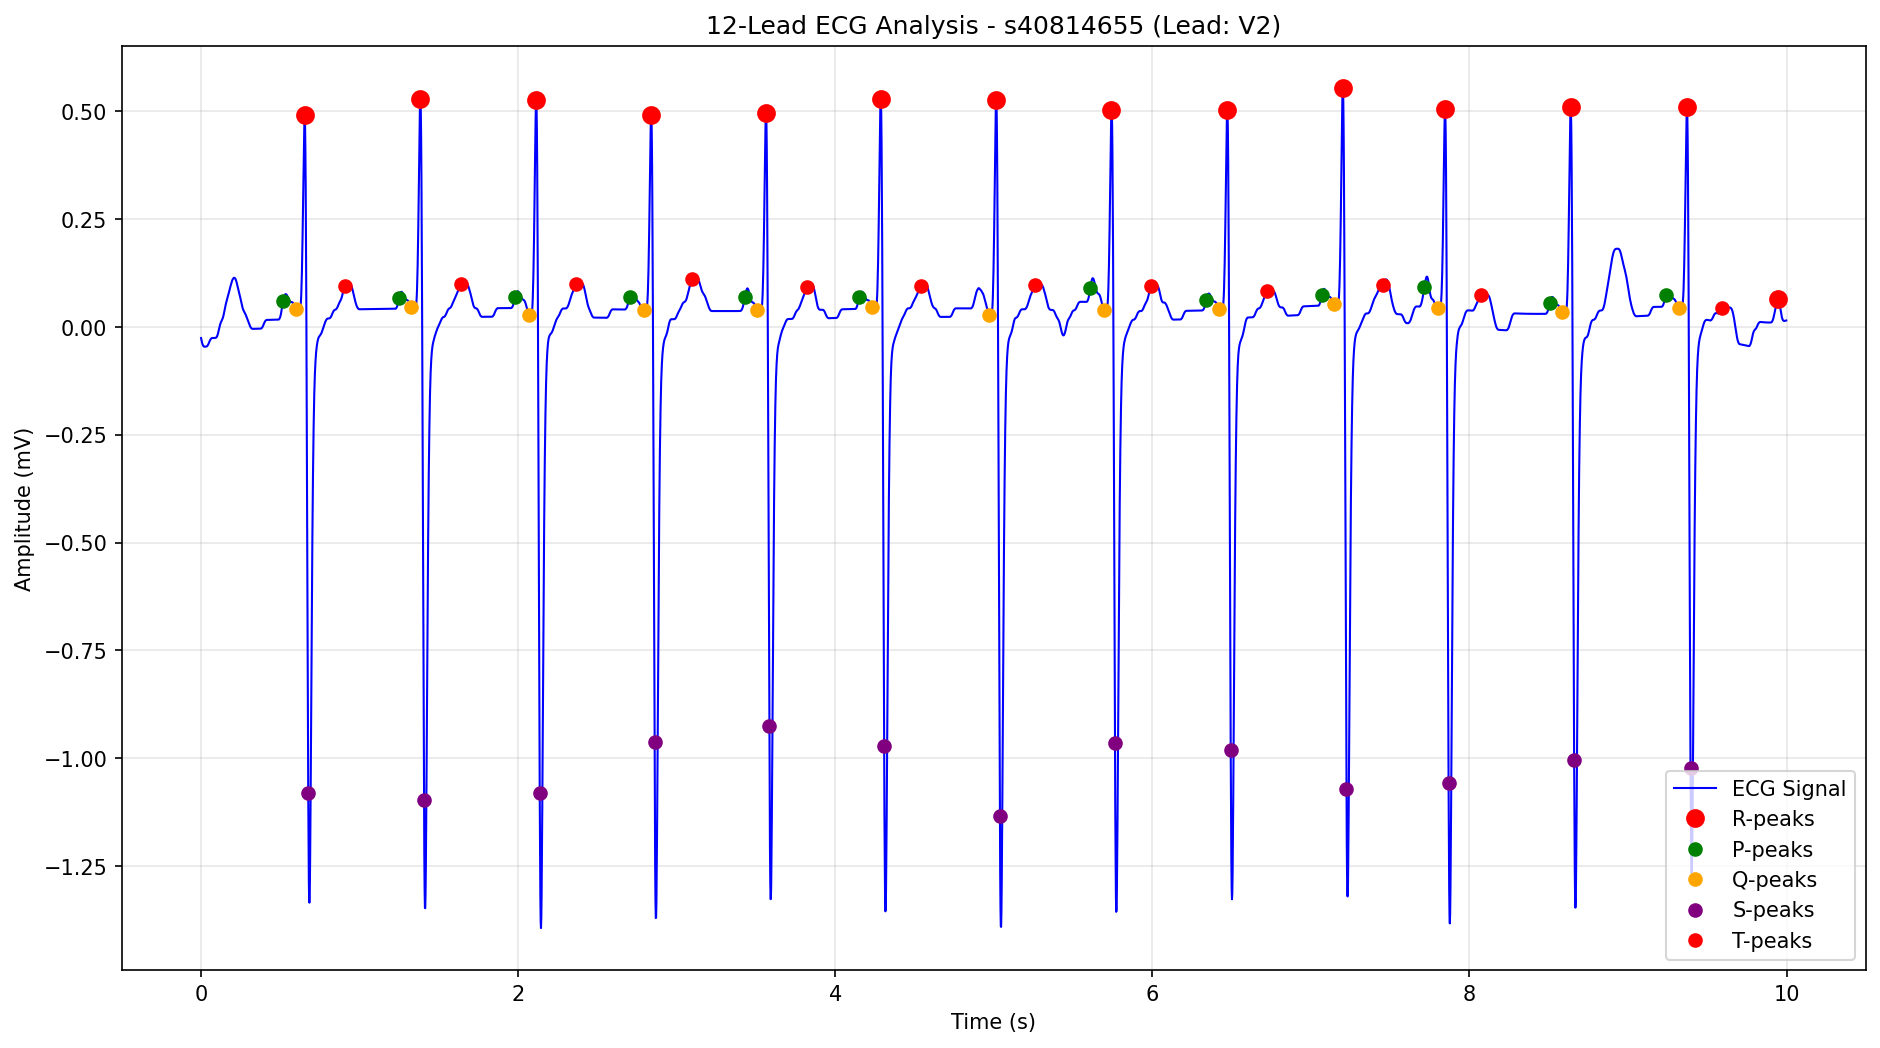 12-Lead ECG Analysis - s40814655 (Lead: V2)
0.50
0.25
0.00
−0.25
−0.50
−0.75
−1.00
−1.25
Amplitude (mV)
ECG Signal
R-peaks
P-peaks
Q-peaks
S-peaks
T-peaks
0 2 4 6 8 10
Time (s)